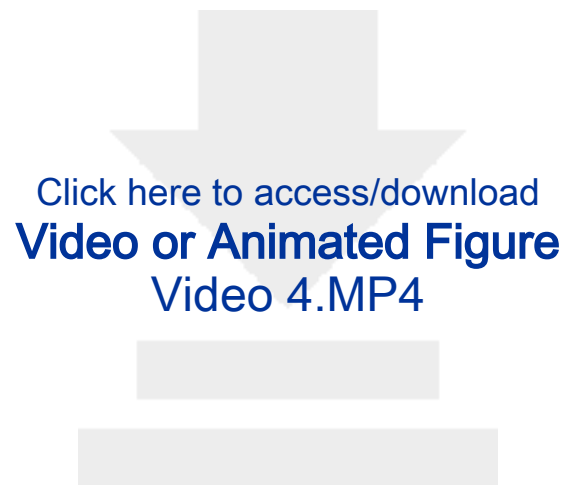 Click here to access/download
Video or Animated Figure
Video 4.MP4